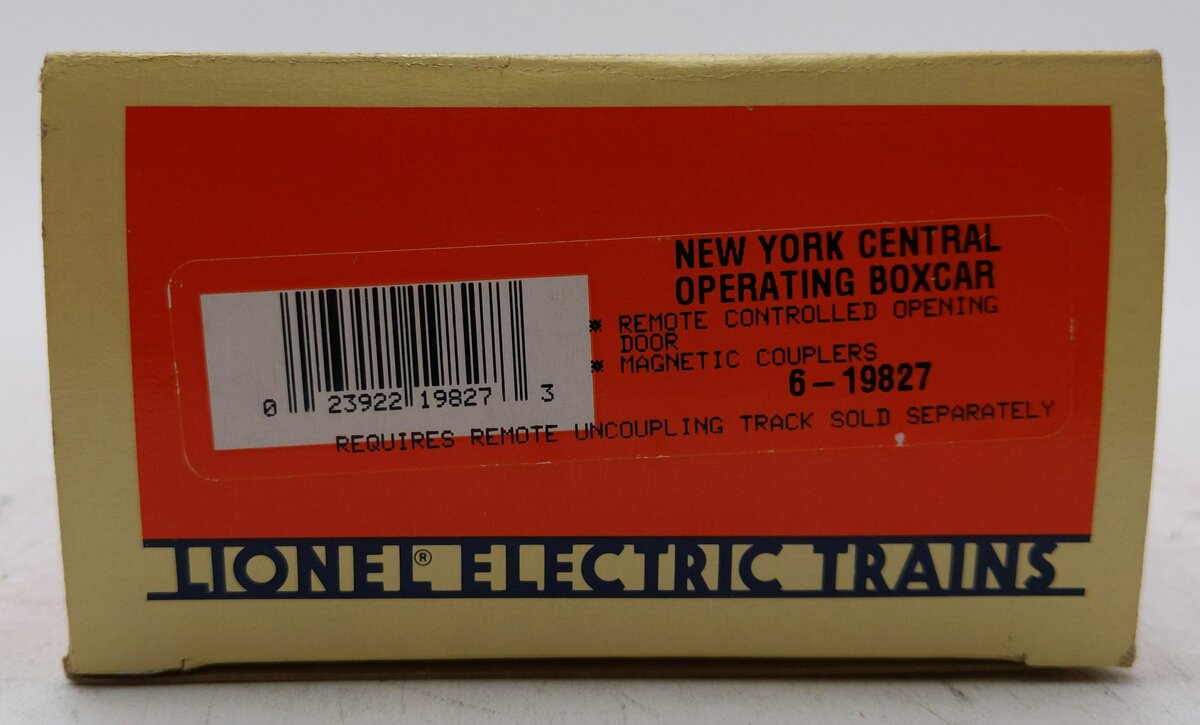 NEW YORK CENTRAL
OPERATING BOXCAR
* REMOTE CONTROLLED OPENING
DOOR
* MAGNETIC COUPLERS
6-19827
0 23922 19827 3
REQUIRES REMOTE UNCOUPLING TRACK SOLD SEPARATELY
LIONEL® ELECTRIC TRAINS